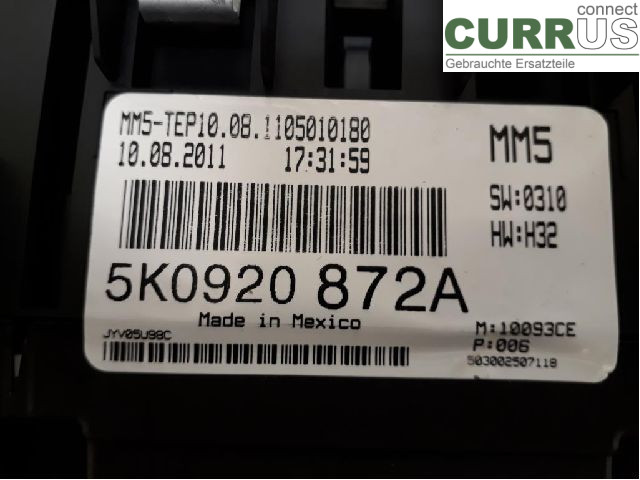 connect
CURRUS
Gebrauchte Ersatzteile
MM5-TEP10.08.1105010180
10.08.2011 17:31:59
MM5
SW:0310
HW:H32
5K0920 872A
Made in Mexico
JYV05U98C
M:10093CE
P:006
503002507118